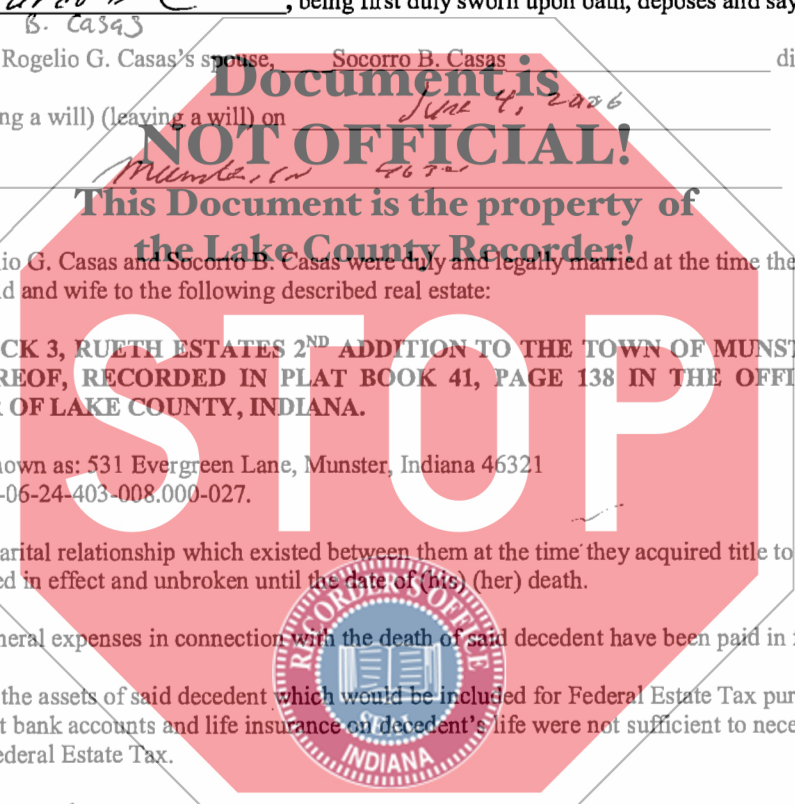 , being first duly sworn upon oath, deposes and say
B. Casas
Rogelio G. Casas's spouse, Socorro B. Casas di
ng a will) (leaving a will) on June 4, 2006
Document is
NOT OFFICIAL!
Munster, IN
This Document is the property of
the Lake County Recorder!
io G. Casas and Socorro B. Casas were duly and legally married at the time the
d and wife to the following described real estate:
CK 3, RUETH ESTATES 2ND ADDITION TO THE TOWN OF MUNST
REOF, RECORDED IN PLAT BOOK 41, PAGE 138 IN THE OFFI
R OF LAKE COUNTY, INDIANA.
STOP
own as: 531 Evergreen Lane, Munster, Indiana 46321
-06-24-403-008.000-027.
arital relationship which existed between them at the time they acquired title to
ed in effect and unbroken until the date of (his) (her) death.
neral expenses in connection with the death of said decedent have been paid in
the assets of said decedent which would be included for Federal Estate Tax pur
t bank accounts and life insurance on decedent's life were not sufficient to nece
ederal Estate Tax.
RECORDER'S OFFICE
SEAL
INDIANA